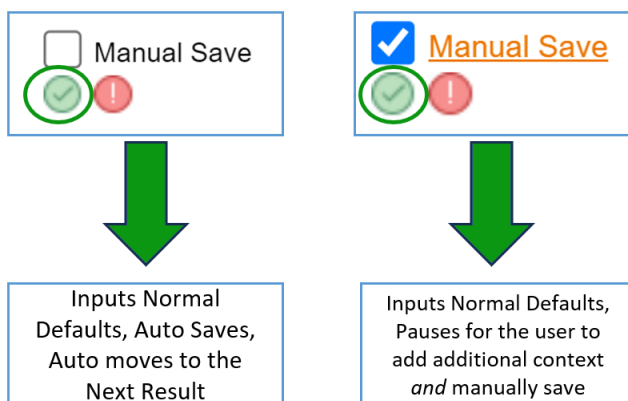 Manual Save
Manual Save
Inputs Normal
Defaults, Auto Saves,
Auto moves to the
Next Result
Inputs Normal Defaults,
Pauses for the user to
add additional context
and manually save